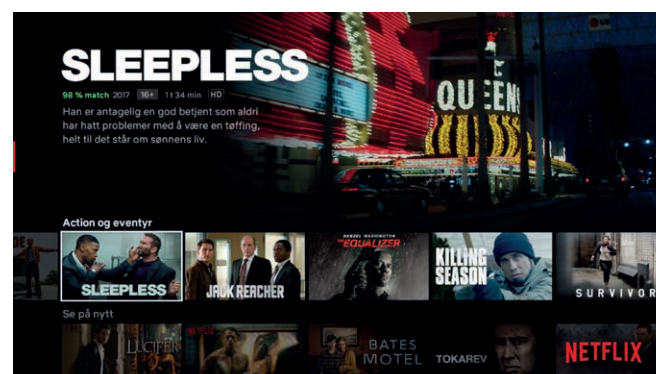 SLEEPLESS
98 % match 2017 16+ 1 t 34 min HD
Han er antagelig en god betjent som aldri
har hatt problemer med å være en tøffing,
helt til det står om sønnens liv.
QUEEN
LG
Action og eventyr
SLEEPLESS
JACK REACHER
DENZEL WASHINGTON
THE EQUALIZER
KILLING
SEASON
SURVIVOR
Se på nytt
LUCIFER
NETFLIX
BATES
MOTEL
TOKAREV
NETFLIX